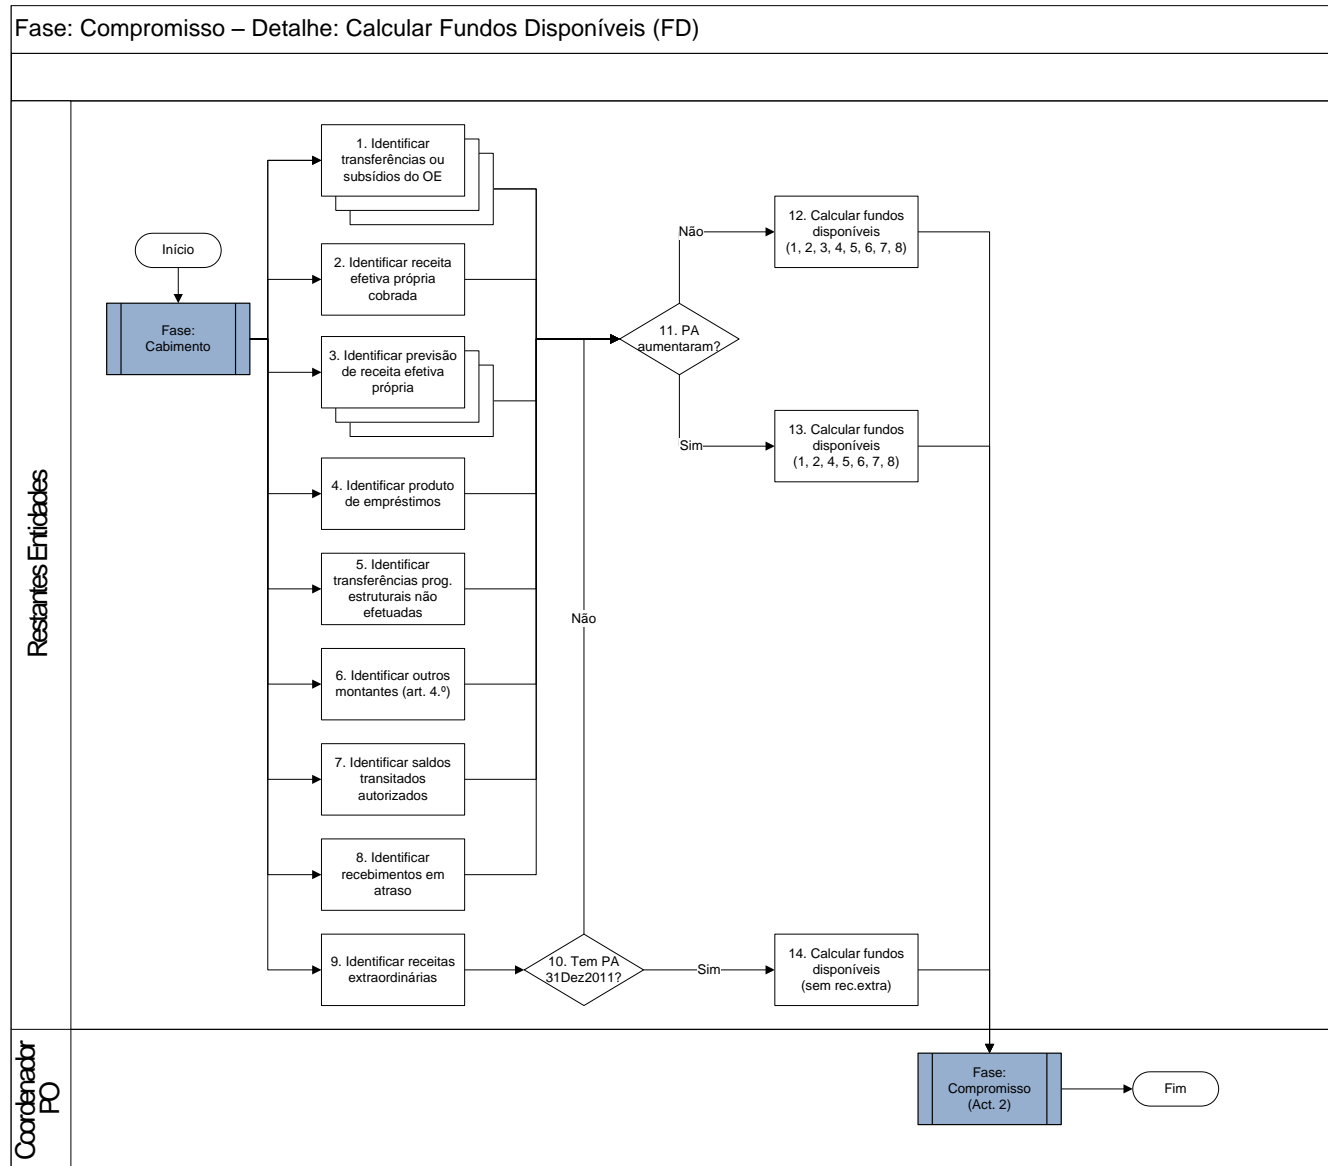 Fase: Compromisso – Detalhe: Calcular Fundos Disponíveis (FD)
Restantes Entidades
Início
Fase:
Cabimento
1. Identificar
transferências ou
subsídios do OE
2. Identificar receita
efetiva própria
cobrada
3. Identificar previsão
de receita efetiva
própria
4. Identificar produto
de empréstimos
5. Identificar
transferências prog.
estruturais não
efetuadas
6. Identificar outros
montantes (art. 4.º)
7. Identificar saldos
transitados
autorizados
8. Identificar
recebimentos em
atraso
9. Identificar receitas
extraordinárias
10. Tem PA
31Dez2011?
Não
Sim
11. PA
aumentaram?
Não
Sim
12. Calcular fundos
disponíveis
(1, 2, 3, 4, 5, 6, 7, 8)
13. Calcular fundos
disponíveis
(1, 2, 4, 5, 6, 7, 8)
14. Calcular fundos
disponíveis
(sem rec.extra)
Coordenador
PO
Fase:
Compromisso
(Act. 2)
Fim